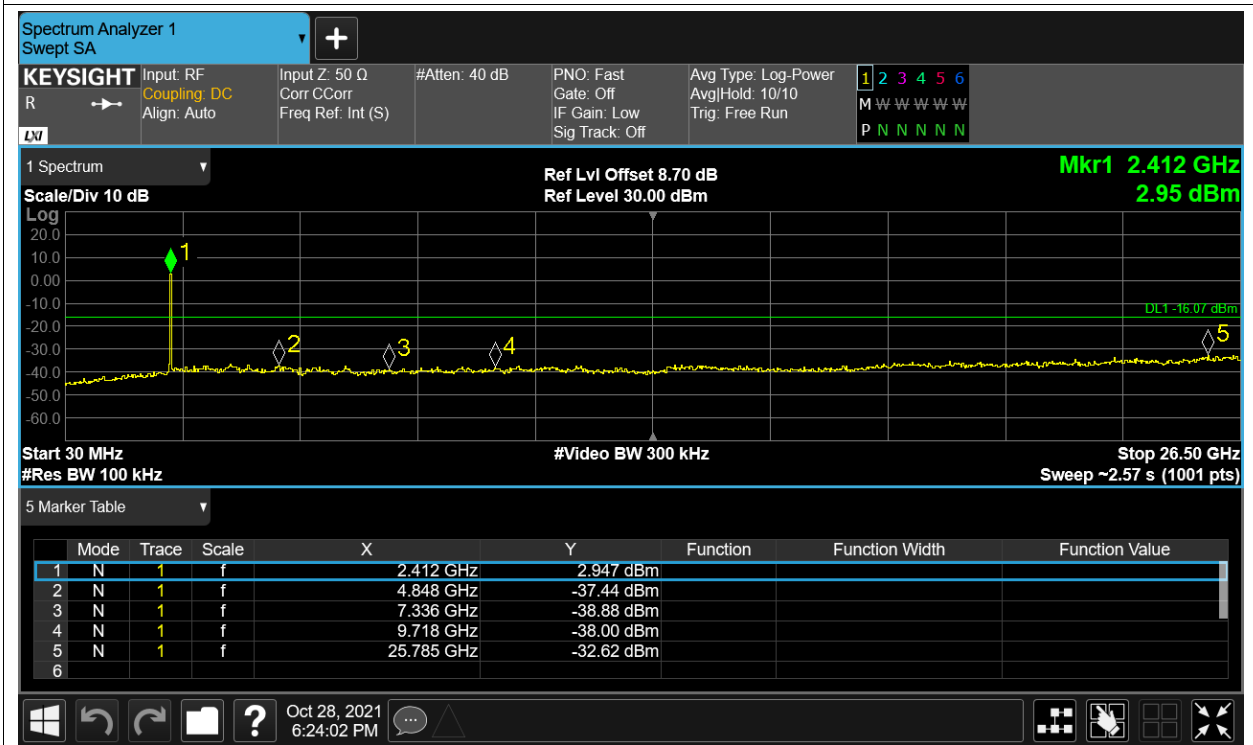 Spectrum Analyzer 1
Swept SA
KEYSIGHT
R
LXI
Input: RF
Coupling: DC
Align: Auto
Input Z: 50 Ω
Corr CCorr
Freq Ref: Int (S)
#Atten: 40 dB
PNO: Fast
Gate: Off
IF Gain: Low
Sig Track: Off
Avg Type: Log-Power
Avg|Hold: 10/10
Trig: Free Run
1 2 3 4 5 6
M W W W W W
P N N N N N
1 Spectrum
Scale/Div 10 dB
Ref Lvl Offset 8.70 dB
Ref Level 30.00 dBm
Mkr1 2.412 GHz
2.95 dBm
Log
20.0
10.0
0.00
-10.0
-20.0
-30.0
-40.0
-50.0
-60.0
1
2
3
4
5
DL1 -16.07 dBm
Start 30 MHz
#Video BW 300 kHz
Stop 26.50 GHz
#Res BW 100 kHz
Sweep ~2.57 s (1001 pts)
5 Marker Table
Mode Trace Scale X Y Function Function Width Function Value
1 N 1 f 2.412 GHz 2.947 dBm
2 N 1 f 4.848 GHz -37.44 dBm
3 N 1 f 7.336 GHz -38.88 dBm
4 N 1 f 9.718 GHz -38.00 dBm
5 N 1 f 25.785 GHz -32.62 dBm
6
?
Oct 28, 2021
6:24:02 PM